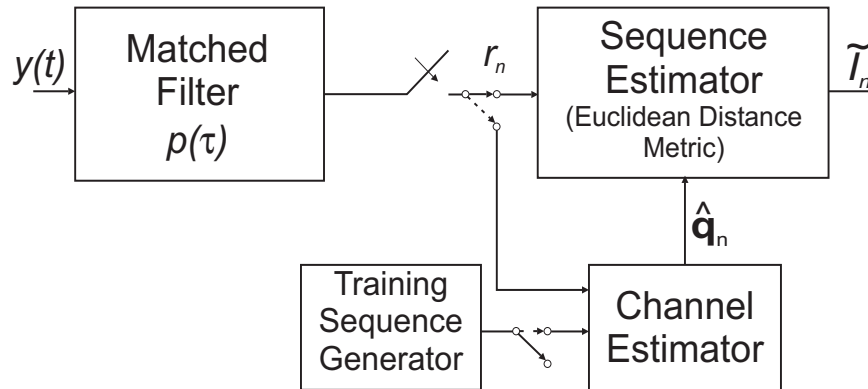 y(t)
Matched
Filter
p(τ)
r_n
Sequence
Estimator
(Euclidean Distance
Metric)
Ĩ_n
q̂_n
Training
Sequence
Generator
Channel
Estimator